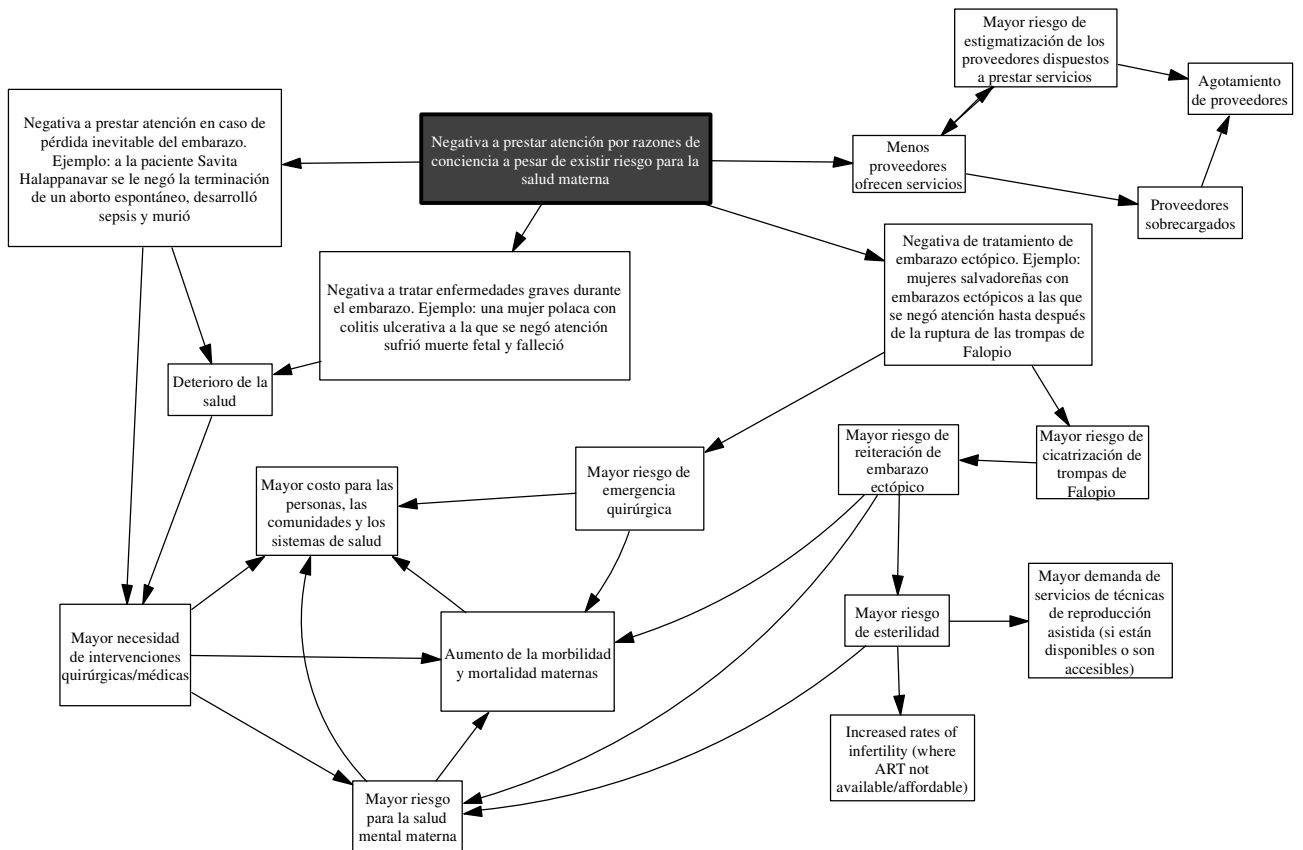 Mayor riesgo de
estigmatización de los
proveedores dispuestos
a prestar servicios
Agotamiento
de proveedores
Negativa a prestar atención en caso de
pérdida inevitable del embarazo.
Ejemplo: a la paciente Savita
Halappanavar se le negó la terminación
de un aborto espontáneo, desarrolló
sepsis y murió
Negativa a prestar atención por razones de
conciencia a pesar de existir riesgo para la
salud materna
Menos
proveedores
ofrecen servicios
Proveedores
sobrecargados
Negativa a tratar enfermedades graves durante
el embarazo. Ejemplo: una mujer polaca con
colitis ulcerativa a la que se negó atención
sufrió muerte fetal y falleció
Negativa de tratamiento de
embarazo ectópico. Ejemplo:
mujeres salvadoreñas con
embarazos ectópicos a las que
se negó atención hasta después
de la ruptura de las trompas de
Falopio
Deterioro de la
salud
Mayor costo para las
personas, las
comunidades y los
sistemas de salud
Mayor riesgo de
emergencia
quirúrgica
Mayor riesgo de
reiteración de
embarazo
ectópico
Mayor riesgo de
cicatrización de
trompas de
Falopio
Mayor necesidad
de intervenciones
quirúrgicas/médicas
Aumento de la morbilidad
y mortalidad maternas
Mayor riesgo
de esterilidad
Mayor demanda de
servicios de técnicas
de reproducción
asistida (si están
disponibles o son
accesibles)
Increased rates of
infertility (where
ART not
available/affordable)
Mayor riesgo
para la salud
mental materna